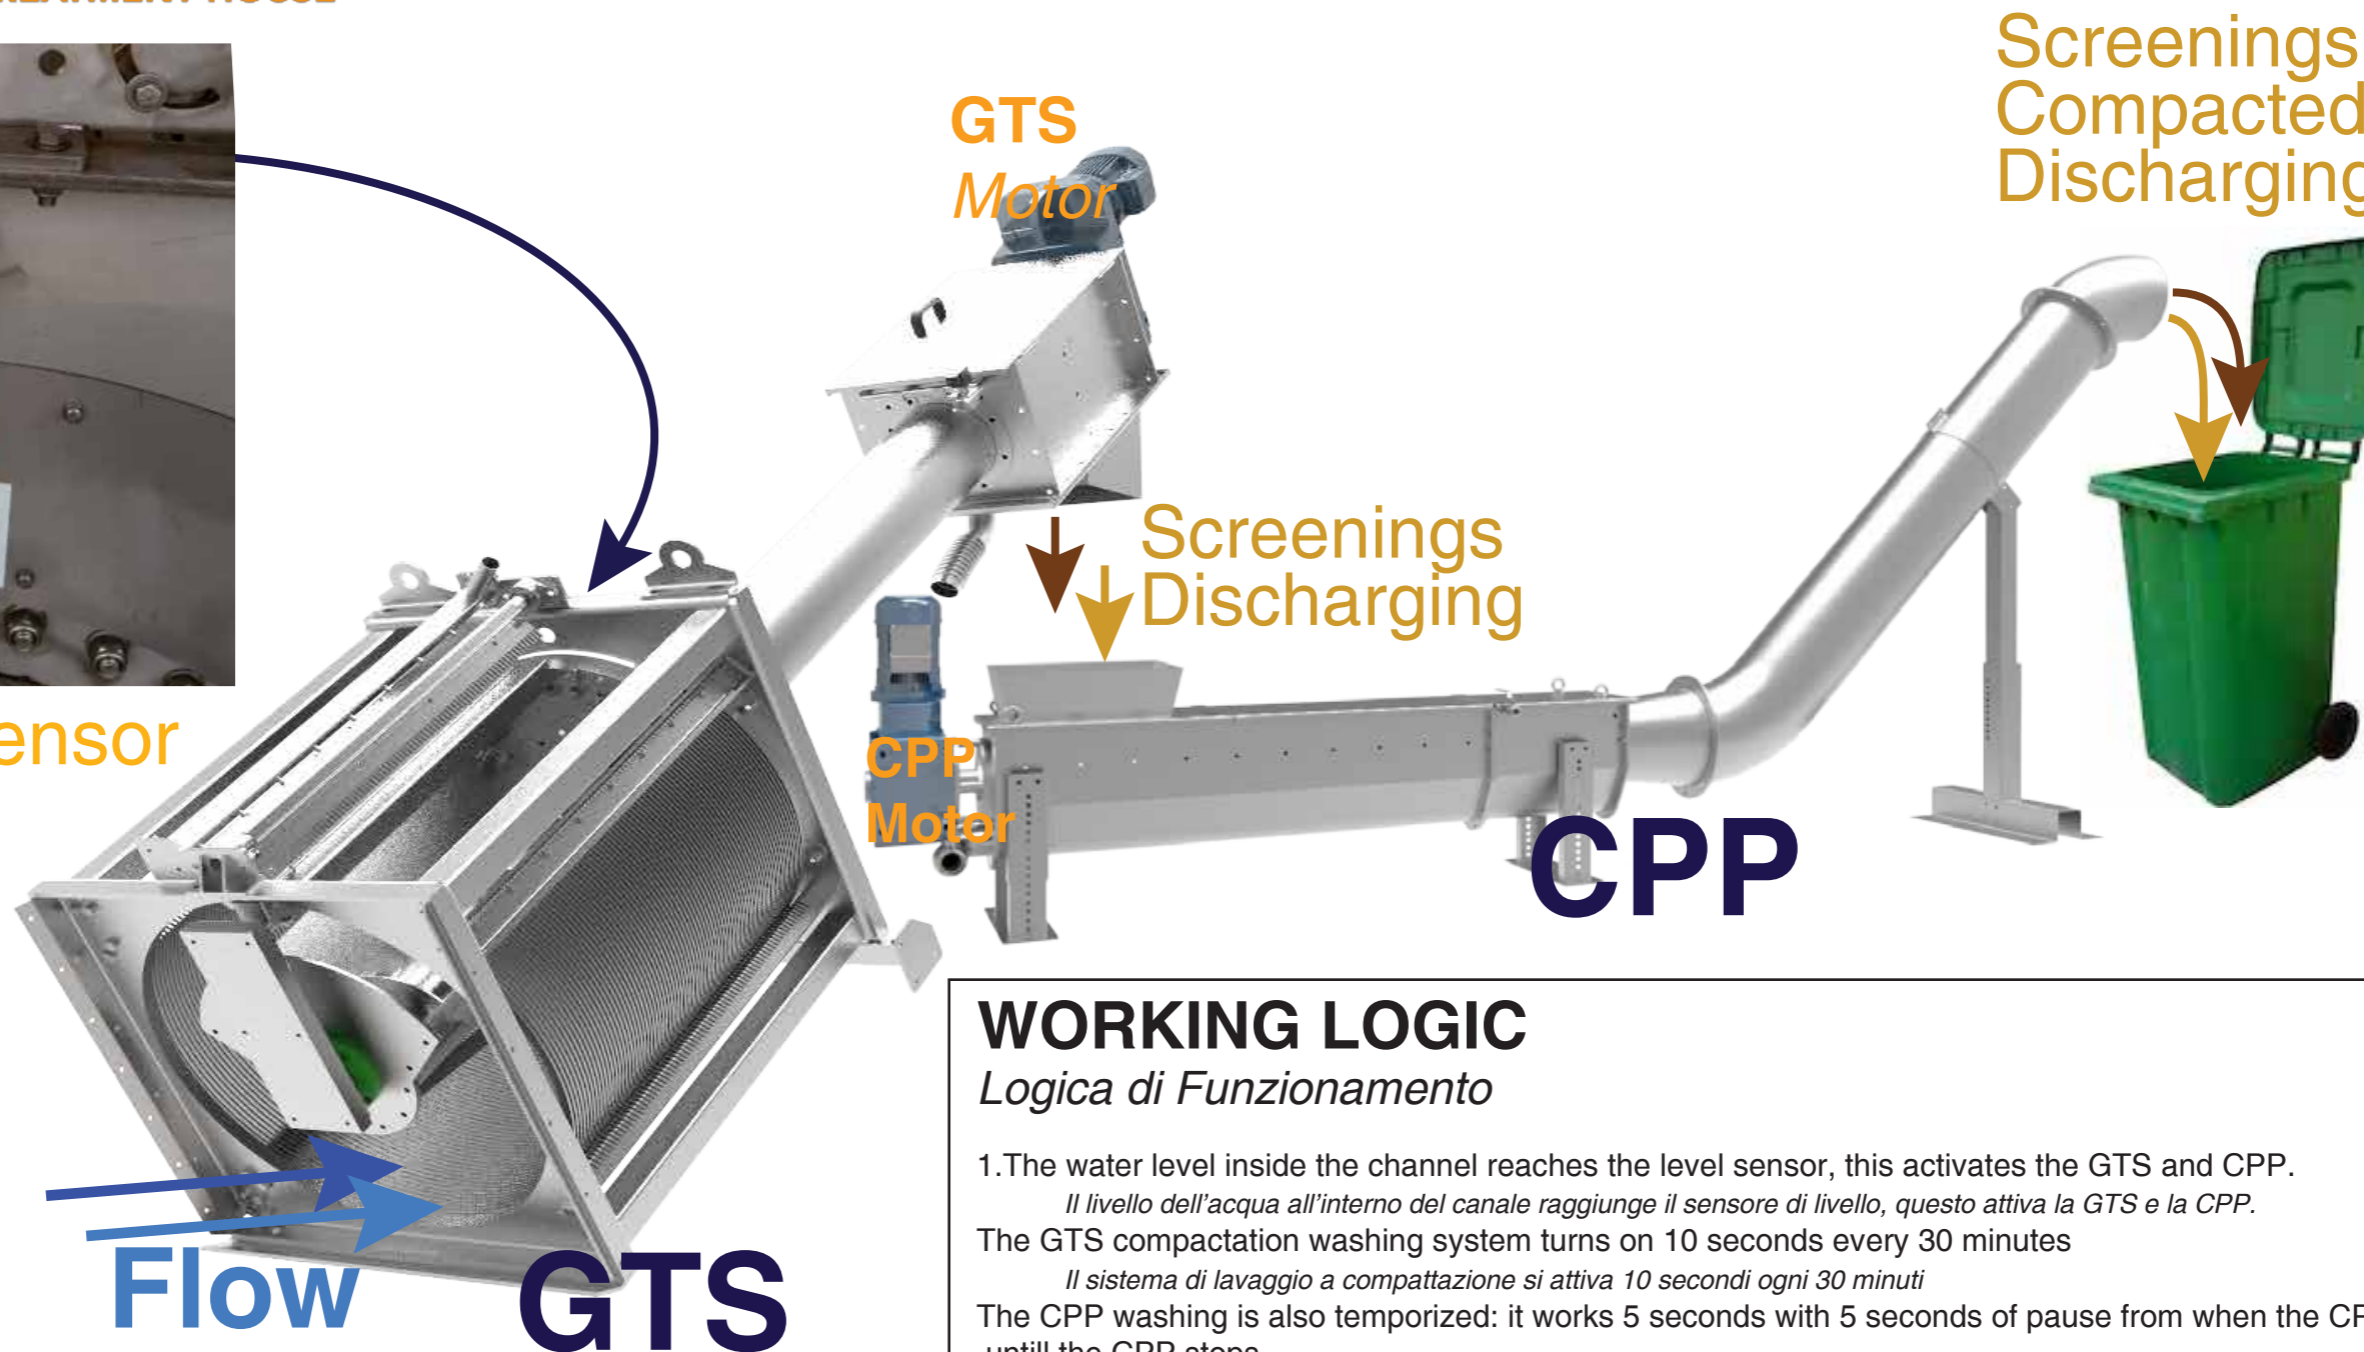 Screenings
Compacted
Discharging
GTS
Motor
Screenings
Discharging
CPP
Motor
CPP
Flow
GTS
WORKING LOGIC
Logica di Funzionamento
1.The water level inside the channel reaches the level sensor, this activates the GTS and CPP.
Il livello dell'acqua all'interno del canale raggiunge il sensore di livello, questo attiva la GTS e la CPP.
The GTS compactation washing system turns on 10 seconds every 30 minutes
Il sistema di lavaggio a compattazione si attiva 10 secondi ogni 30 minuti
The CPP washing is also temporized: it works 5 seconds with 5 seconds of pause from when the
untill the CPP stops